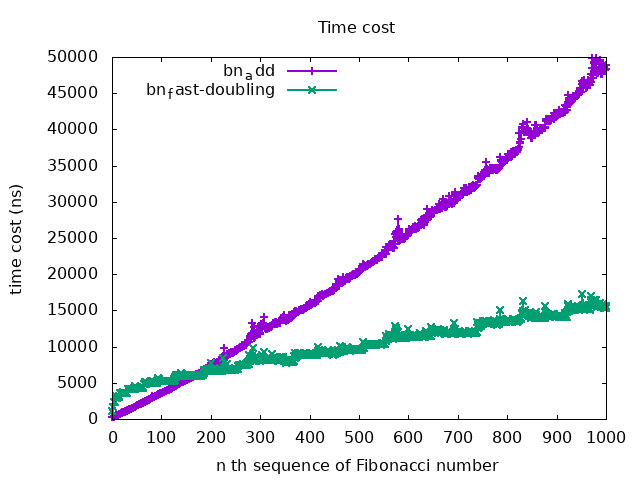 Time cost
bn_add
bn_fast-doubling
50000
45000
40000
35000
30000
25000
20000
15000
10000
5000
0
time cost (ns)
0 100 200 300 400 500 600 700 800 900 1000
n th sequence of Fibonacci number